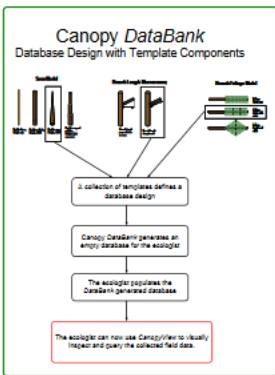 Canopy DataBank
Database Design with Template Components
A collection of templates defines a
database design
Canopy DataBank generates an
empty database for the ecologist
The ecologist populates the
DataBank generated database
The ecologist can now use CanopyView to visually
inspect and query the collected field data.